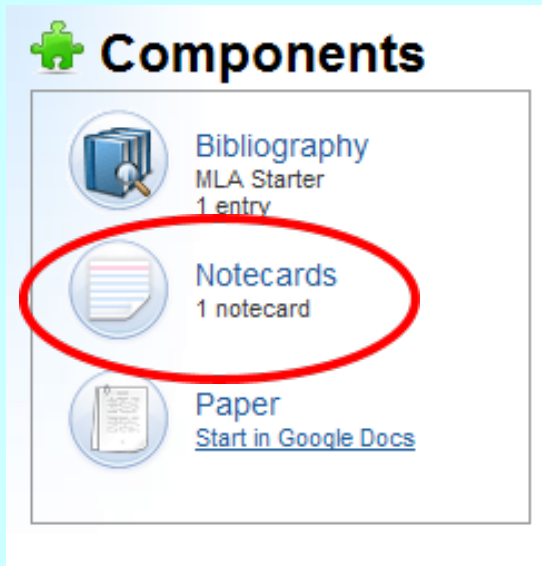 Components
Bibliography
MLA Starter
1 entry
Notecards
1 notecard
Paper
Start in Google Docs